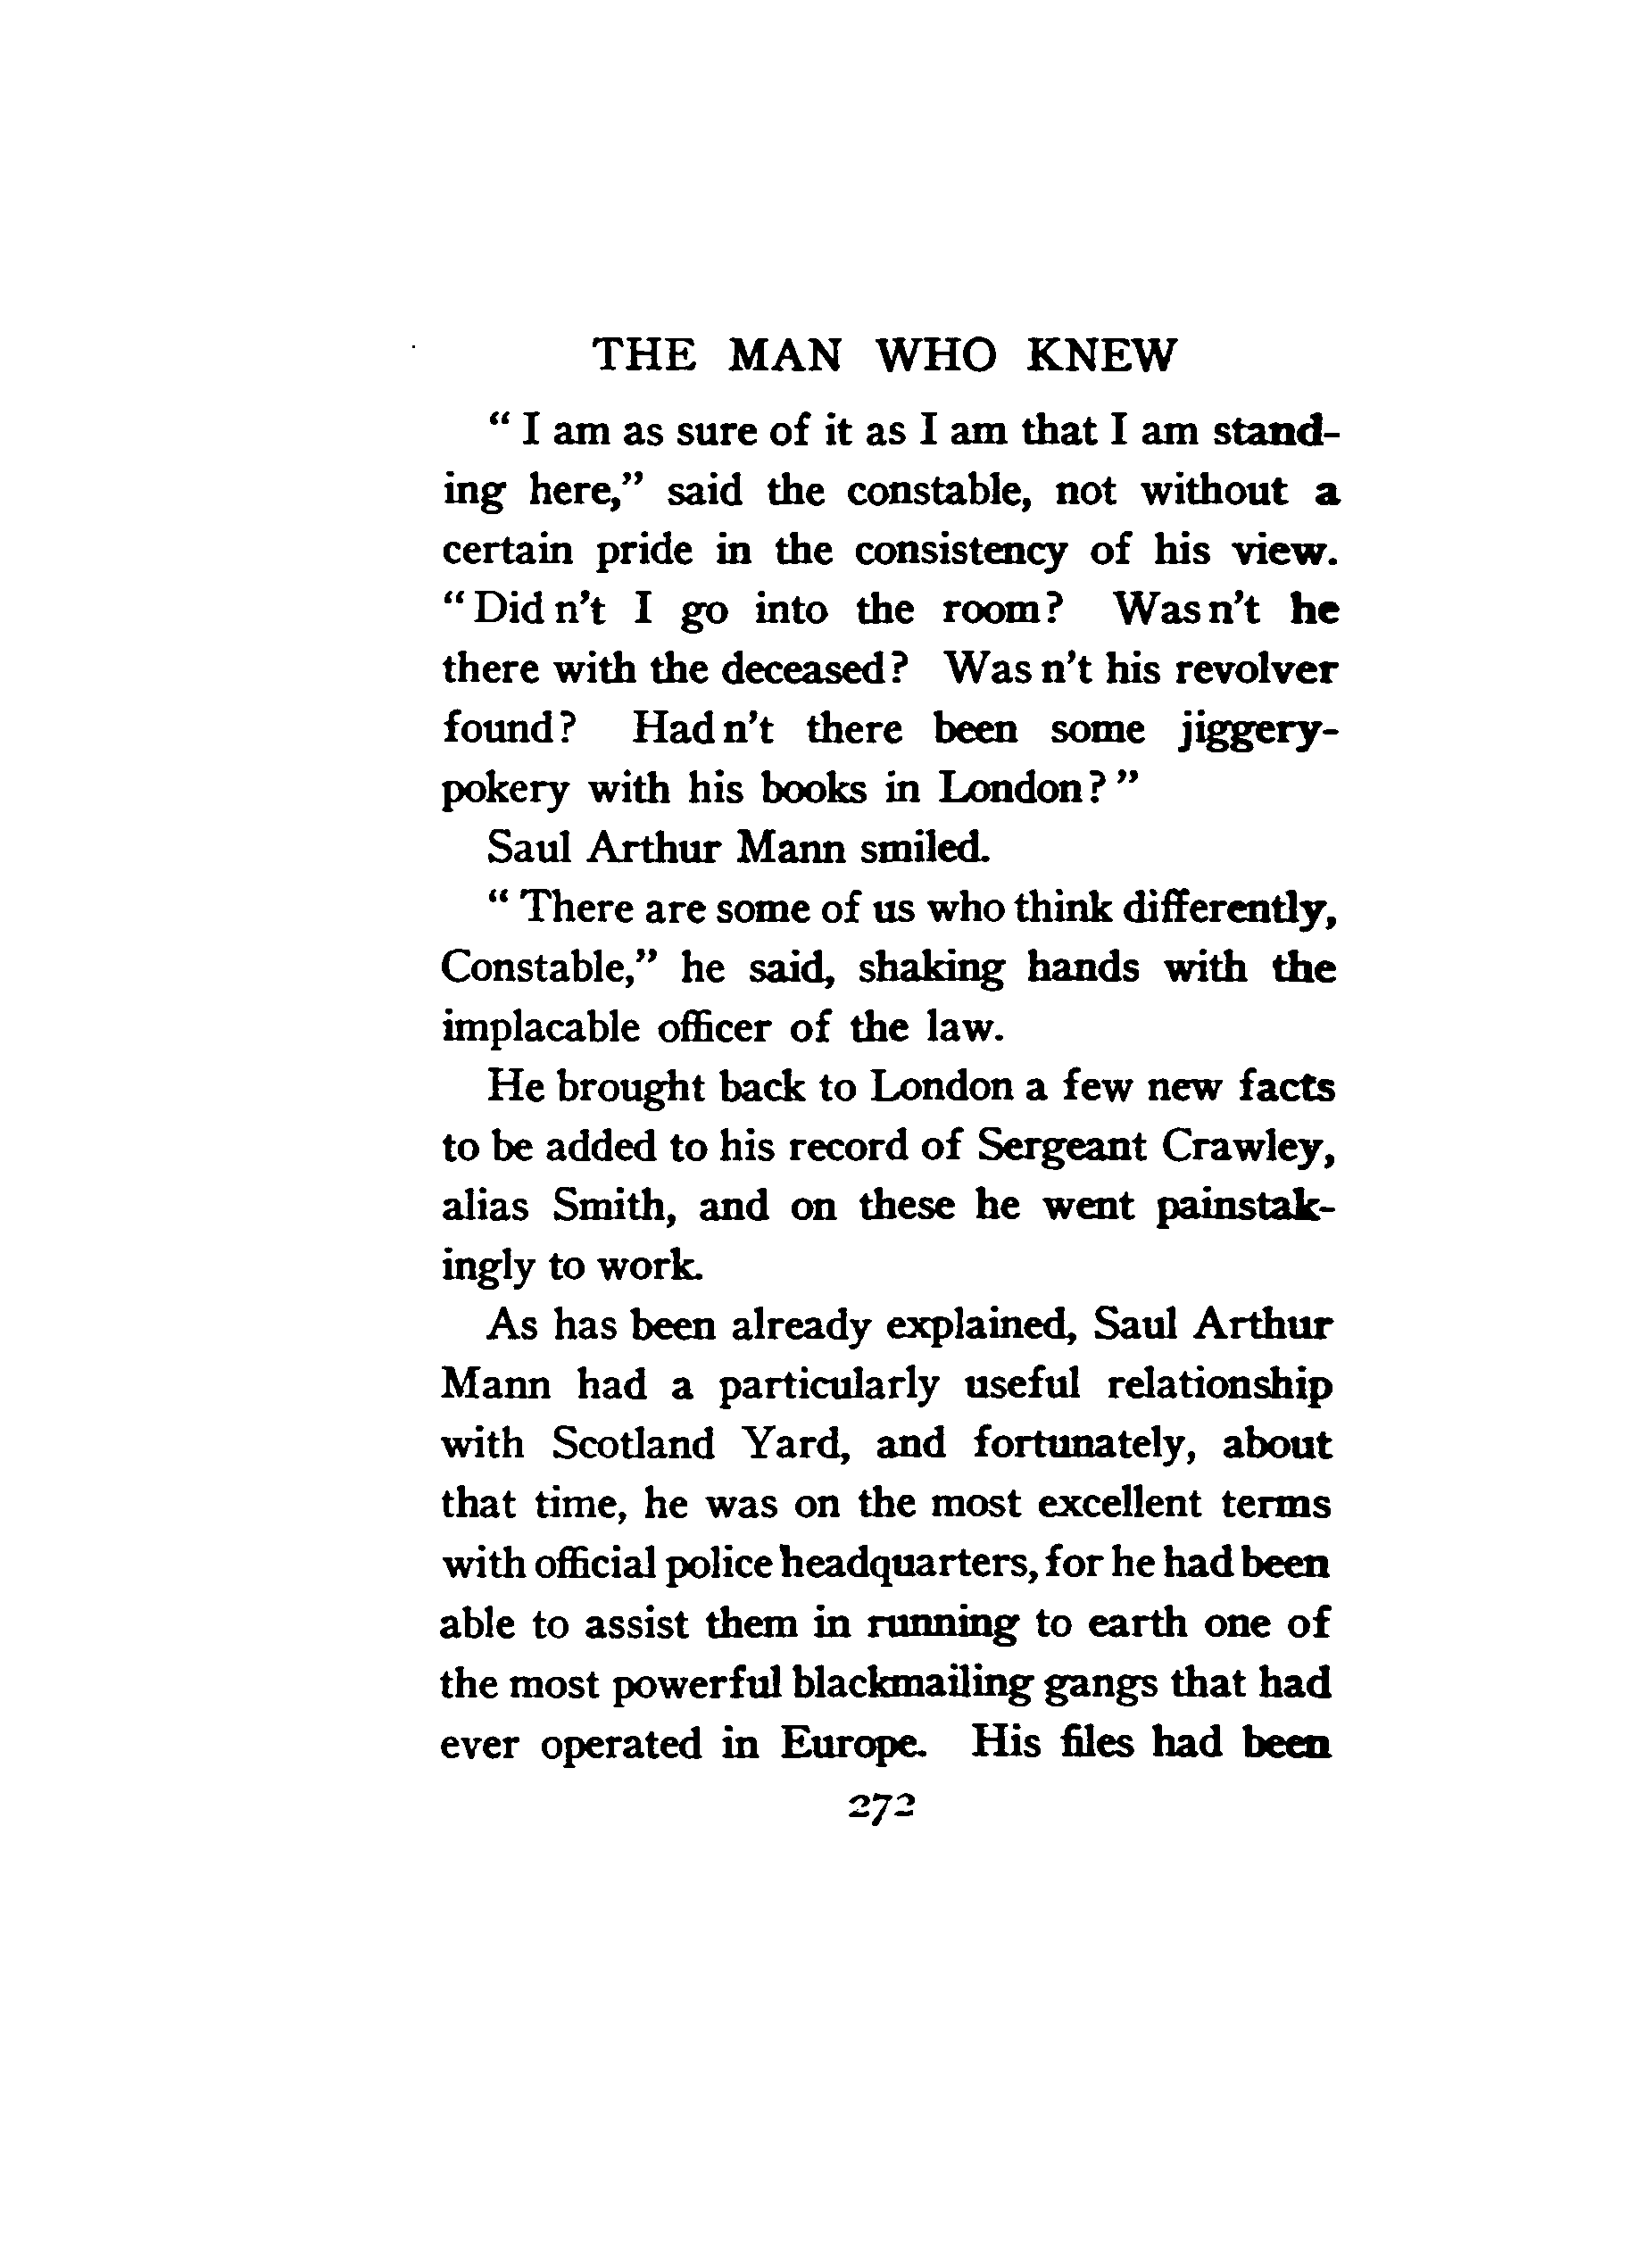 THE MAN WHO KNEW
" I am as sure of it as I am that I am stand-
ing here," said the constable, not without a
certain pride in the consistency of his view.
"Did n't I go into the room? Was n't he
there with the deceased? Was n't his revolver
found? Had n't there been some jiggery-
pokery with his books in London?"
Saul Arthur Mann smiled.
" There are some of us who think differently,
Constable," he said, shaking hands with the
implacable officer of the law.
He brought back to London a few new facts
to be added to his record of Sergeant Crawley,
alias Smith, and on these he went painstak-
ingly to work.
As has been already explained, Saul Arthur
Mann had a particularly useful relationship
with Scotland Yard, and fortunately, about
that time, he was on the most excellent terms
with official police headquarters, for he had been
able to assist them in running to earth one of
the most powerful blackmailing gangs that had
ever operated in Europe. His files had been
272